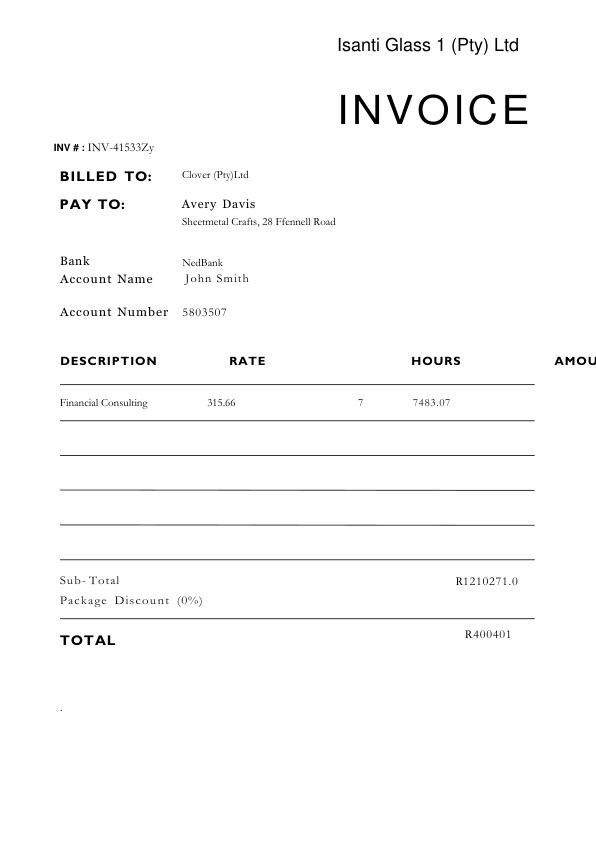 Isanti Glass 1 (Pty) Ltd
INVOICE
INV # : INV-41533Zy
BILLED TO: Clover (Pty)Ltd
PAY TO: Avery Davis
Sheetmetal Crafts, 28 Ffennell Road
Bank NedBank
Account Name John Smith
Account Number 5803507
DESCRIPTION RATE HOURS AMOU
Financial Consulting 315.66 7 7483.07
Sub-Total R1210271.0
Package Discount (0%)
TOTAL R400401
.